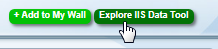 + Add to My Wall
Explore IIS Data Tool